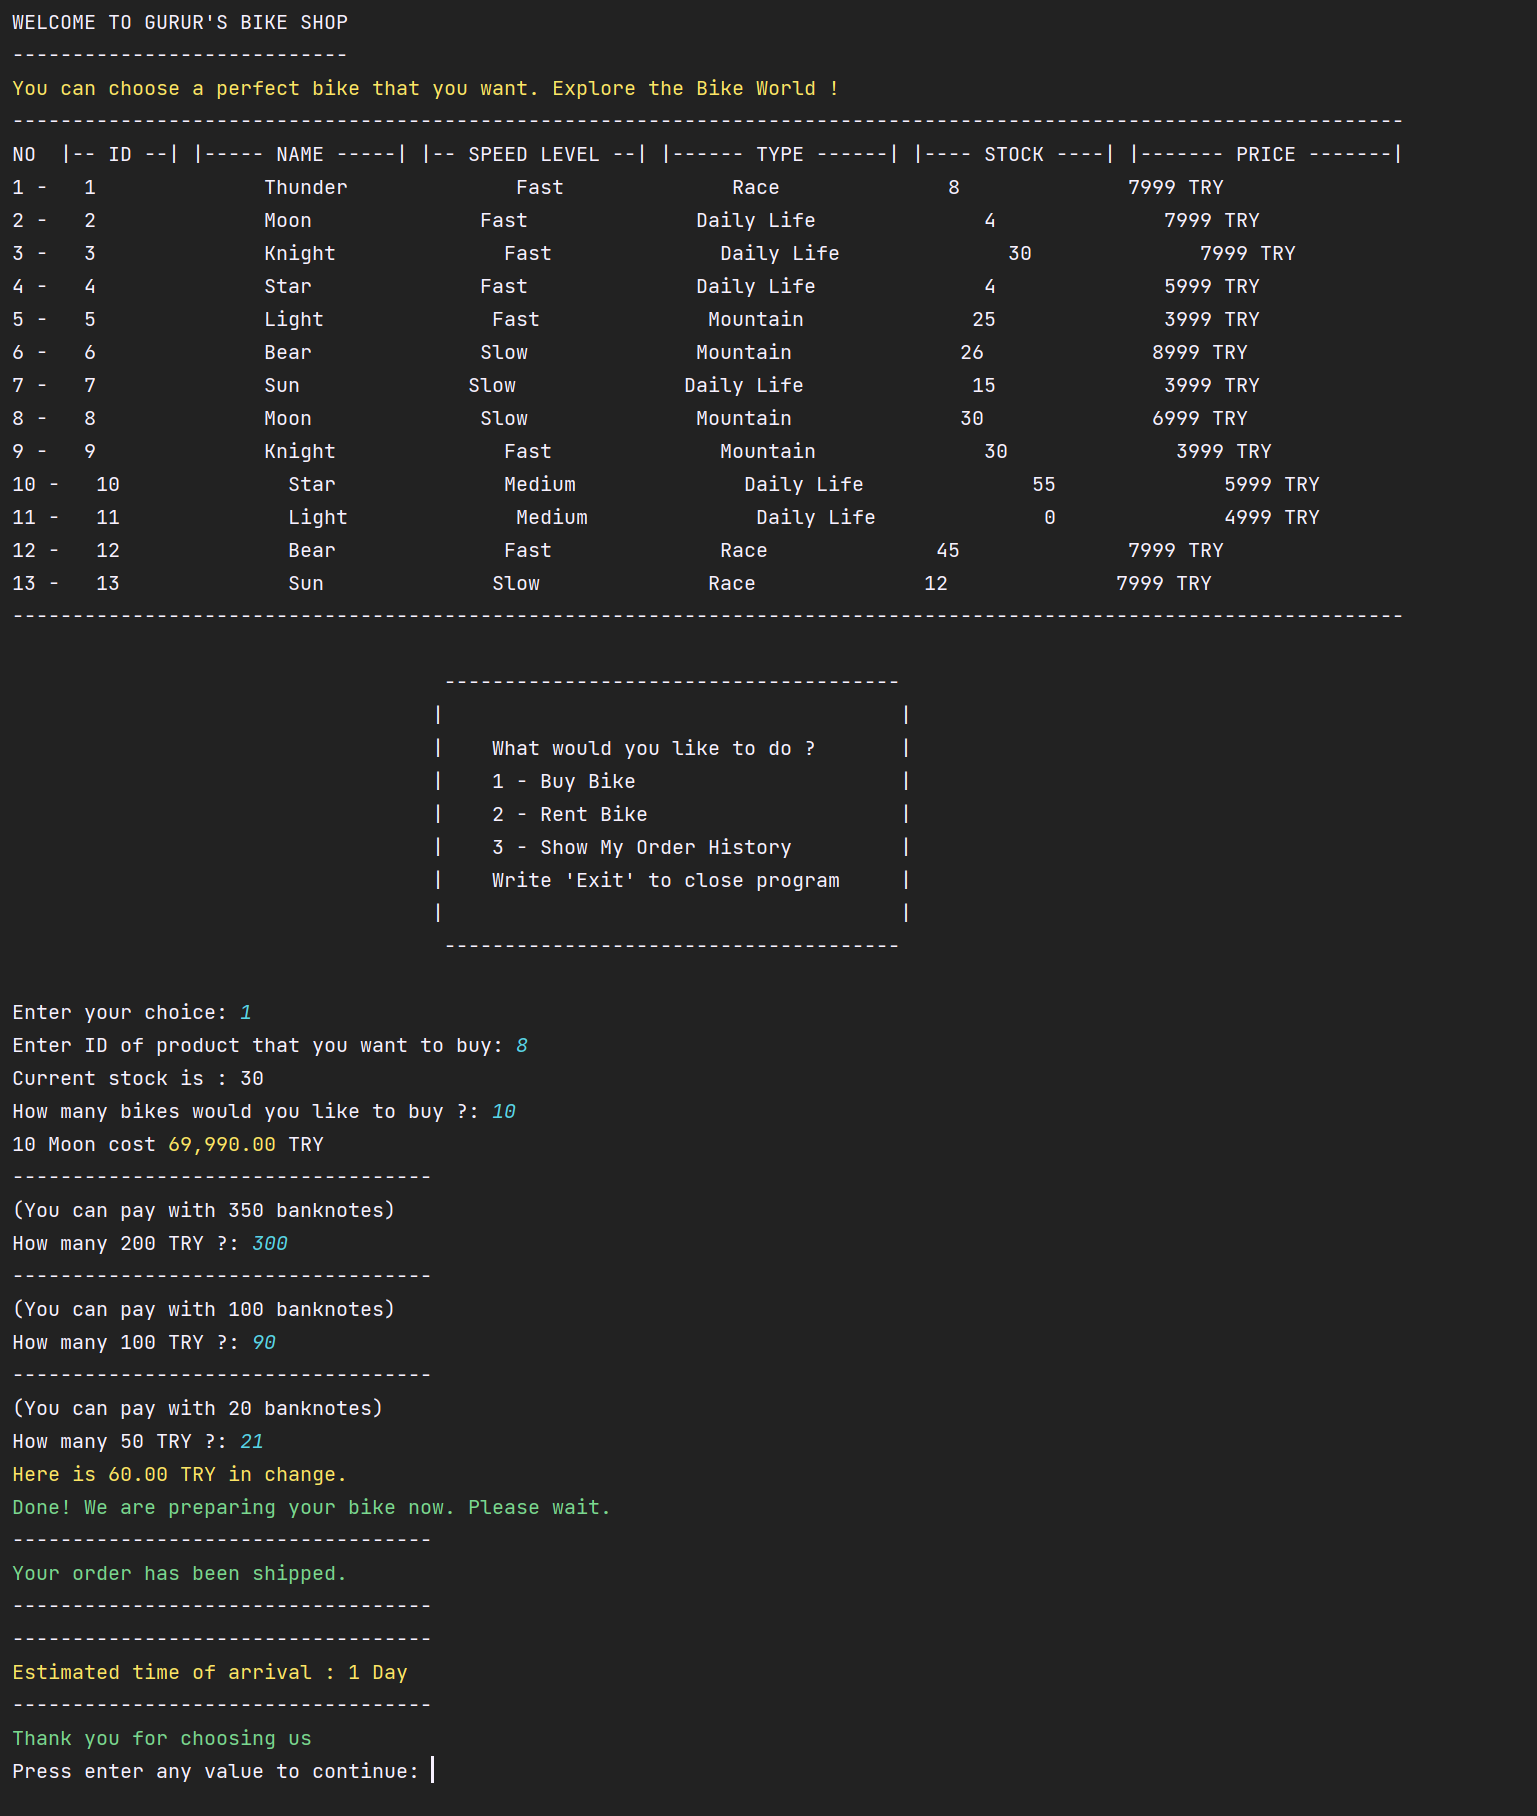 WELCOME TO GURUR'S BIKE SHOP
----------------------------
You can choose a perfect bike that you want. Explore the Bike World !
--------------------------------------------------------------------------------------------------------------------
NO  |-- ID --| |----- NAME -----| |-- SPEED LEVEL --| |------ TYPE ------| |---- STOCK ----| |------- PRICE -------|
1 -   1              Thunder              Fast              Race              8              7999 TRY
2 -   2              Moon              Fast              Daily Life              4              7999 TRY
3 -   3              Knight              Fast              Daily Life              30              7999 TRY
4 -   4              Star              Fast              Daily Life              4              5999 TRY
5 -   5              Light              Fast              Mountain              25              3999 TRY
6 -   6              Bear              Slow              Mountain              26              8999 TRY
7 -   7              Sun              Slow              Daily Life              15              3999 TRY
8 -   8              Moon              Slow              Mountain              30              6999 TRY
9 -   9              Knight              Fast              Mountain              30              3999 TRY
10 -   10              Star              Medium              Daily Life              55              5999 TRY
11 -   11              Light              Medium              Daily Life              0              4999 TRY
12 -   12              Bear              Fast              Race              45              7999 TRY
13 -   13              Sun              Slow              Race              12              7999 TRY
--------------------------------------------------------------------------------------------------------------------
--------------------------------------
|                                      |
|    What would you like to do ?       |
|    1 - Buy Bike                      |
|    2 - Rent Bike                     |
|    3 - Show My Order History         |
|    Write 'Exit' to close program     |
|                                      |
--------------------------------------
Enter your choice: 1
Enter ID of product that you want to buy: 8
Current stock is : 30
How many bikes would you like to buy ?: 10
10 Moon cost 69,990.00 TRY
-----------------------------------
(You can pay with 350 banknotes)
How many 200 TRY ?: 300
-----------------------------------
(You can pay with 100 banknotes)
How many 100 TRY ?: 90
-----------------------------------
(You can pay with 20 banknotes)
How many 50 TRY ?: 21
Here is 60.00 TRY in change.
Done! We are preparing your bike now. Please wait.
-----------------------------------
Your order has been shipped.
-----------------------------------
-----------------------------------
Estimated time of arrival : 1 Day
-----------------------------------
Thank you for choosing us
Press enter any value to continue: